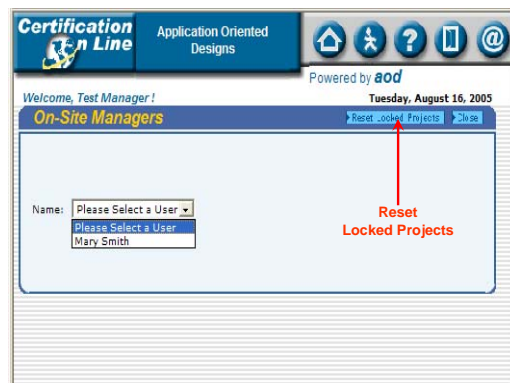 Certification
On Line
Application Oriented
Designs
@
Powered by aod
Welcome, Test Manager!
Tuesday, August 16, 2005
On-Site Managers
Reset Locked Projects
Close
Name:
Please Select a User
Please Select a User
Mary Smith
Reset
Locked Projects